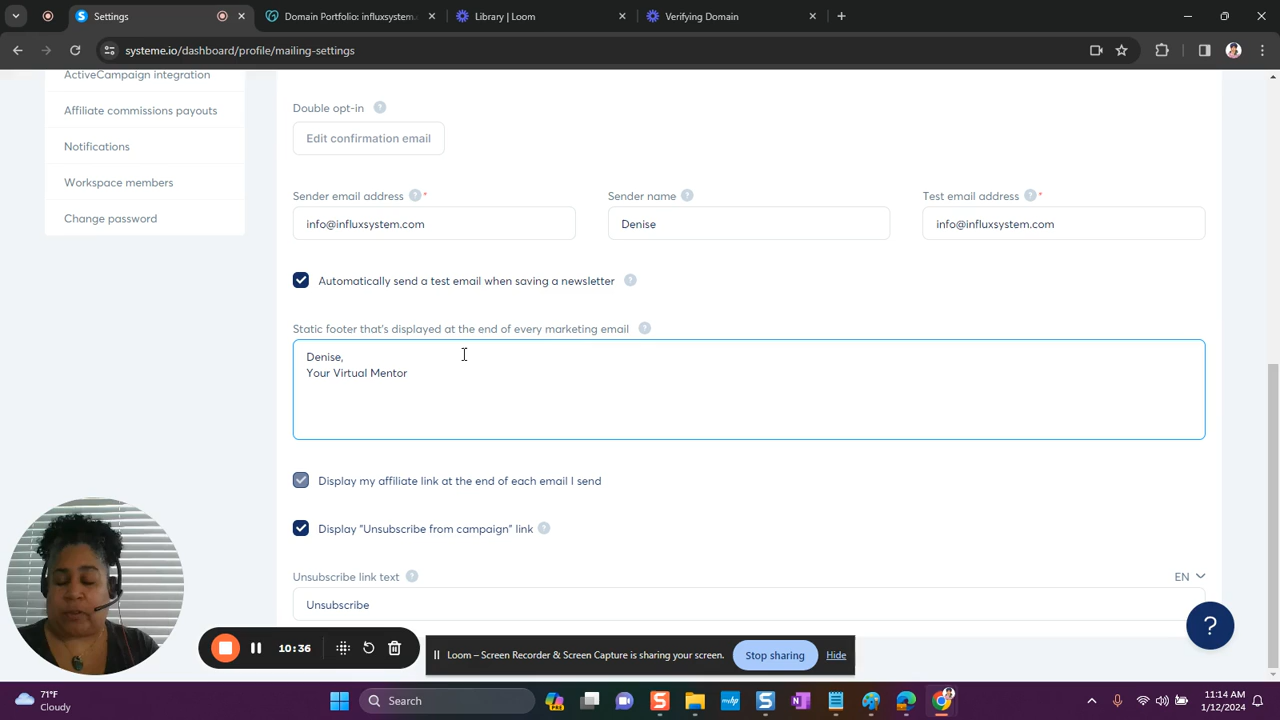 Settings
Domain Portfolio: influxsystem.
Library | Loom
Verifying Domain
systeme.io/dashboard/profile/mailing-settings
ActiveCampaign integration
Affiliate commissions payouts
Notifications
Workspace members
Change password
Double opt-in ?
Edit confirmation email
Sender email address ? *
Sender name ?
Test email address ? *
info@influxsystem.com
Denise
info@influxsystem.com
Automatically send a test email when saving a newsletter ?
Static footer that's displayed at the end of every marketing email ?
Denise,
Your Virtual Mentor
Display my affiliate link at the end of each email I send
Display "Unsubscribe from campaign" link ?
Unsubscribe link text ?
EN
Unsubscribe
?
10:36
Loom – Screen Recorder & Screen Capture is sharing your screen.
Stop sharing
Hide
71°F
Cloudy
Search
11:14 AM
1/12/2024